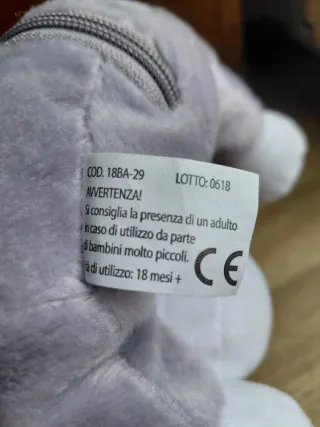 COD. 18BA-29 LOTTO: 0618
AVVERTENZA!
Si consiglia la presenza di un adulto
in caso di utilizzo da parte
di bambini molto piccoli.
tà di utilizzo: 18 mesi +
CE